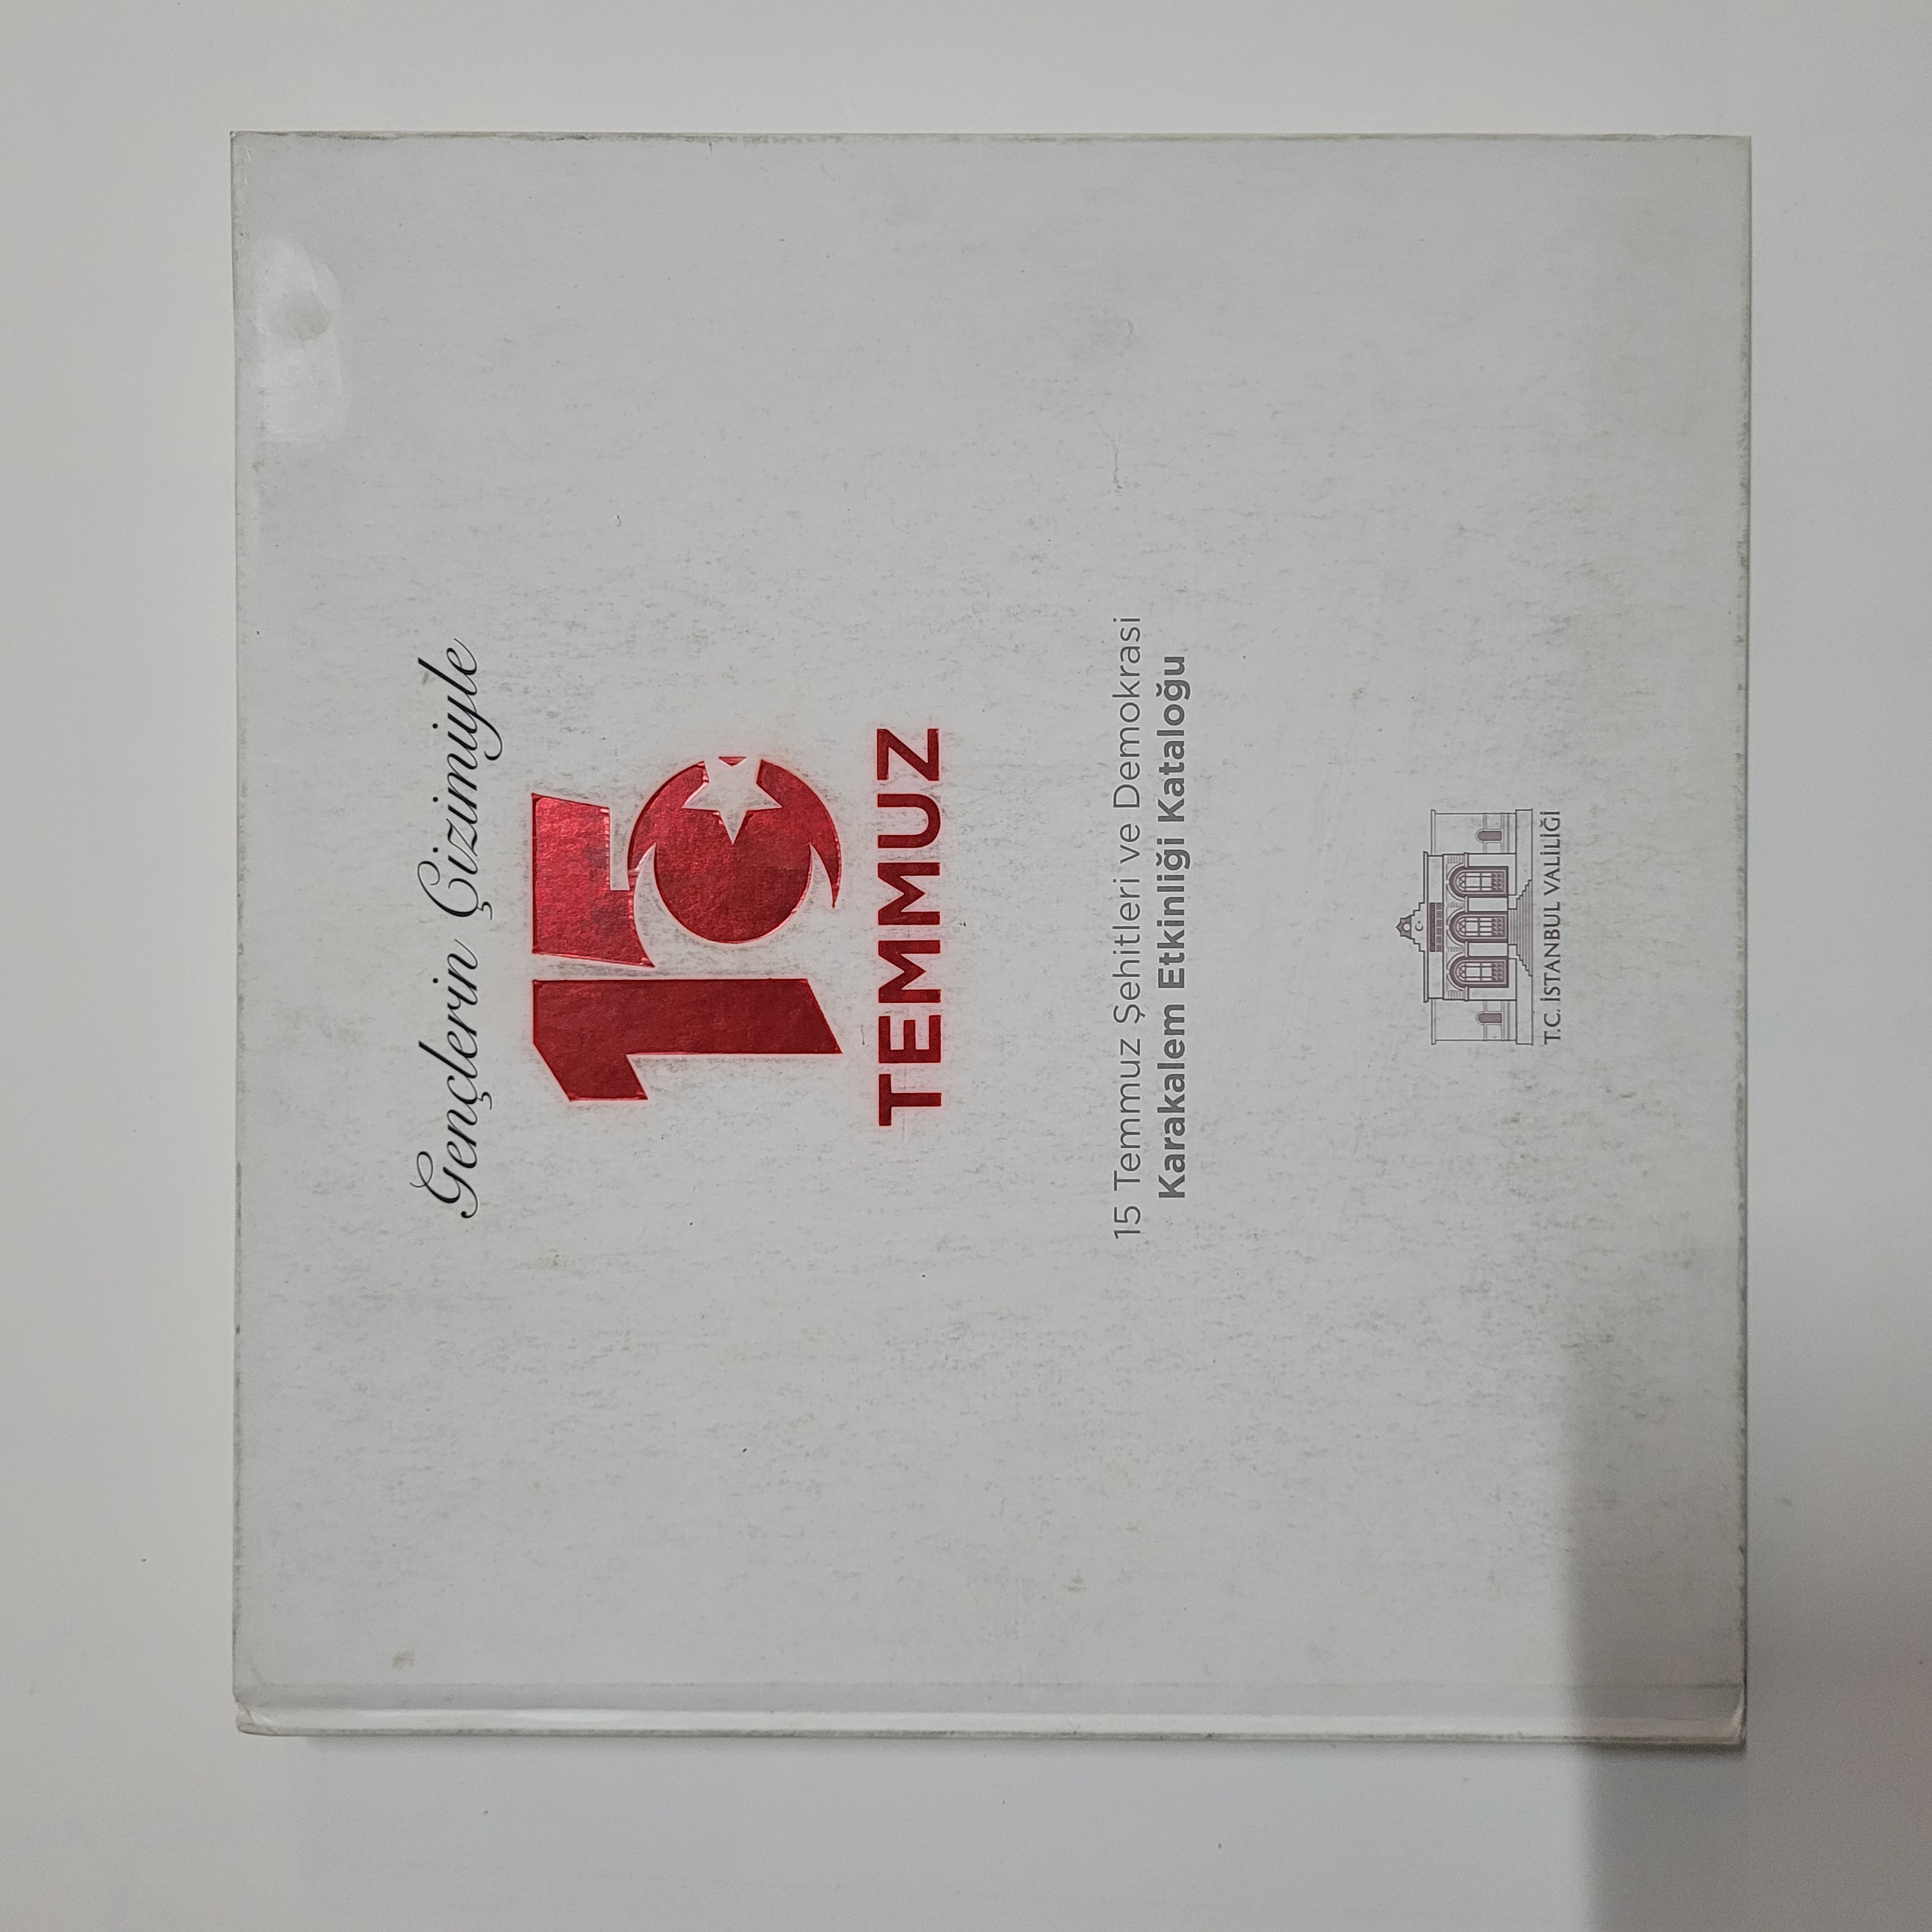 Gençlerin Çizimiyle
15
TEMMUZ
15 Temmuz Şehitleri ve Demokrasi
Karakalem Etkinliği Kataloğu
T.C. İSTANBUL VALİLİĞİ